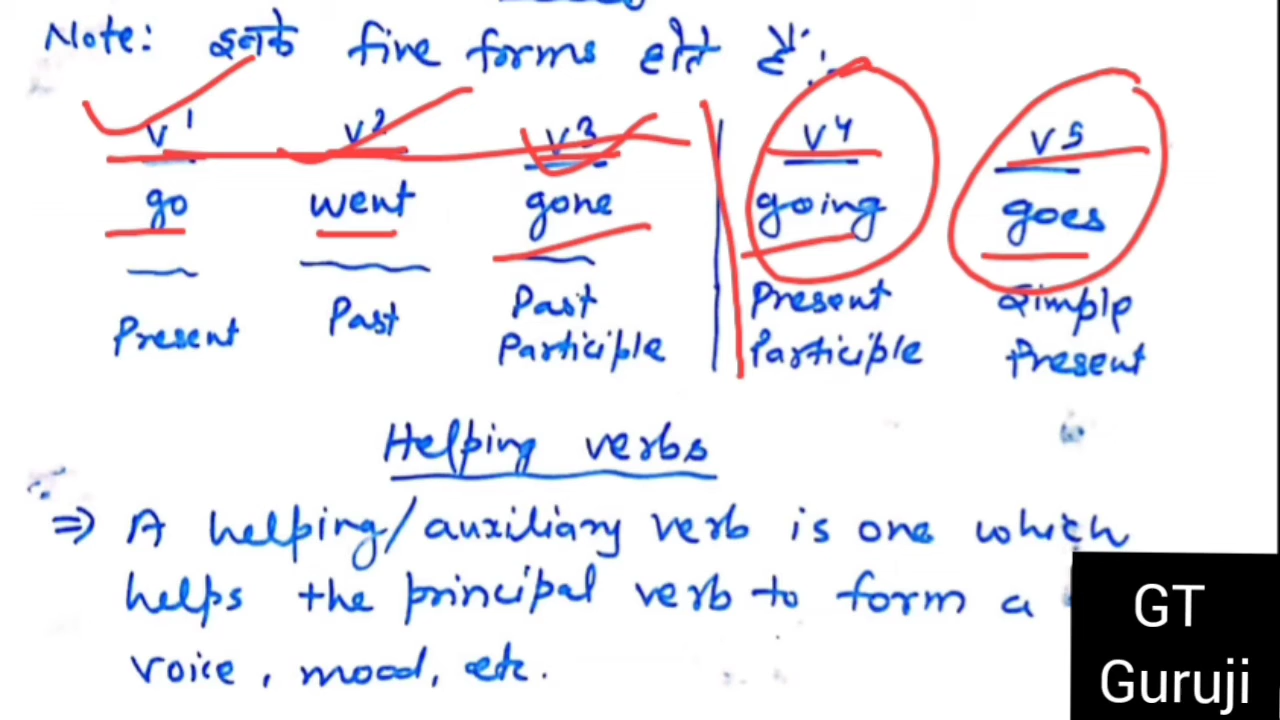 Note: इनकी five forms होती हैं:
V1 V2 V3 V4 V5
go went gone going goes
Present Past Past Participle Present Participle Simple Present
Helping verbs
⇒ A helping/auxiliary verb is one which
helps the principal verb to form a
voice, mood, etc.
GT
Guruji